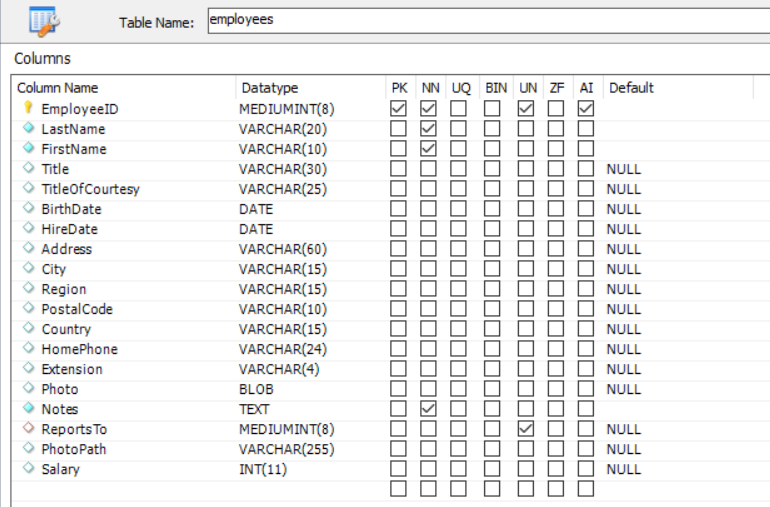 Table Name: employees
Columns
Column Name Datatype PK NN UQ BIN UN ZF AI Default
EmployeeID MEDIUMINT(8)
LastName VARCHAR(20)
FirstName VARCHAR(10)
Title VARCHAR(30) NULL
TitleOfCourtesy VARCHAR(25) NULL
BirthDate DATE NULL
HireDate DATE NULL
Address VARCHAR(60) NULL
City VARCHAR(15) NULL
Region VARCHAR(15) NULL
PostalCode VARCHAR(10) NULL
Country VARCHAR(15) NULL
HomePhone VARCHAR(24) NULL
Extension VARCHAR(4) NULL
Photo BLOB NULL
Notes TEXT
ReportsTo MEDIUMINT(8) NULL
PhotoPath VARCHAR(255) NULL
Salary INT(11) NULL